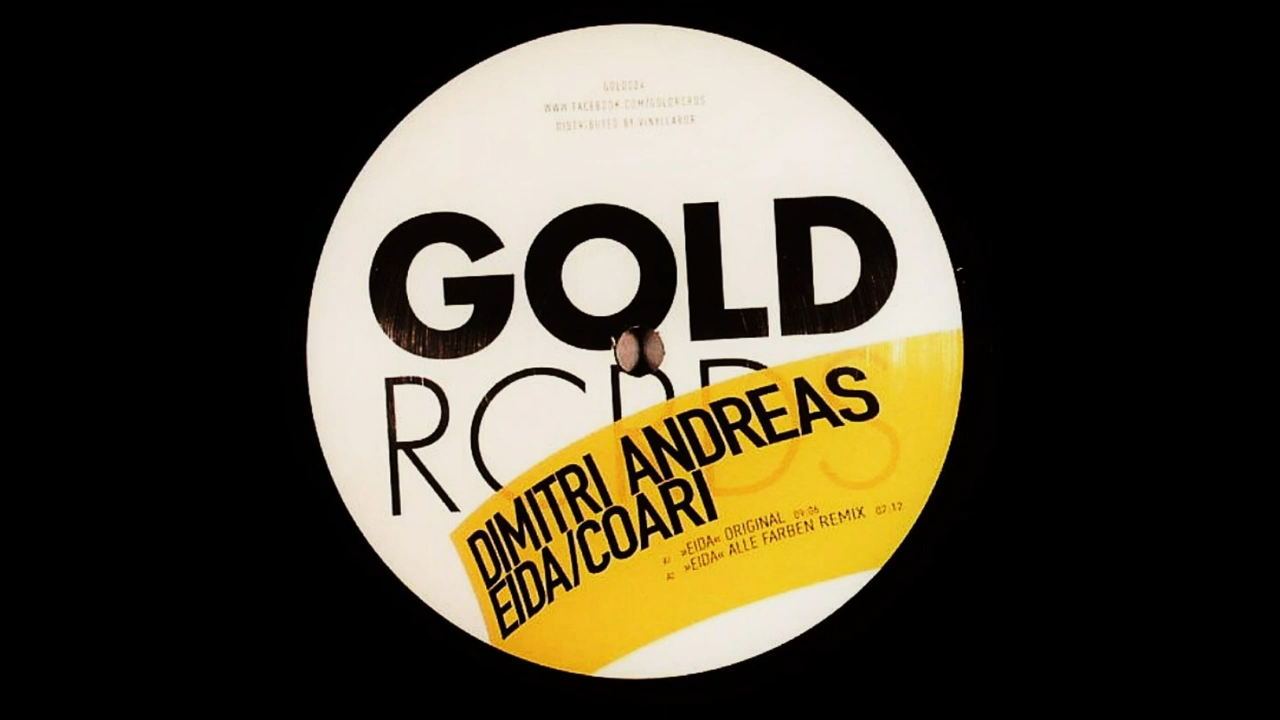 GOLD024
WWW.FACEBOOK.COM/GOLDRCRDS
DISTRIBUTED BY VINYLLABOR
GOLD
RCRDS
DIMITRI ANDREAS
EIDA/COARI
A1 »EIDA« ORIGINAL 09:06
A2 »EIDA« ALLE FARBEN REMIX 07:12